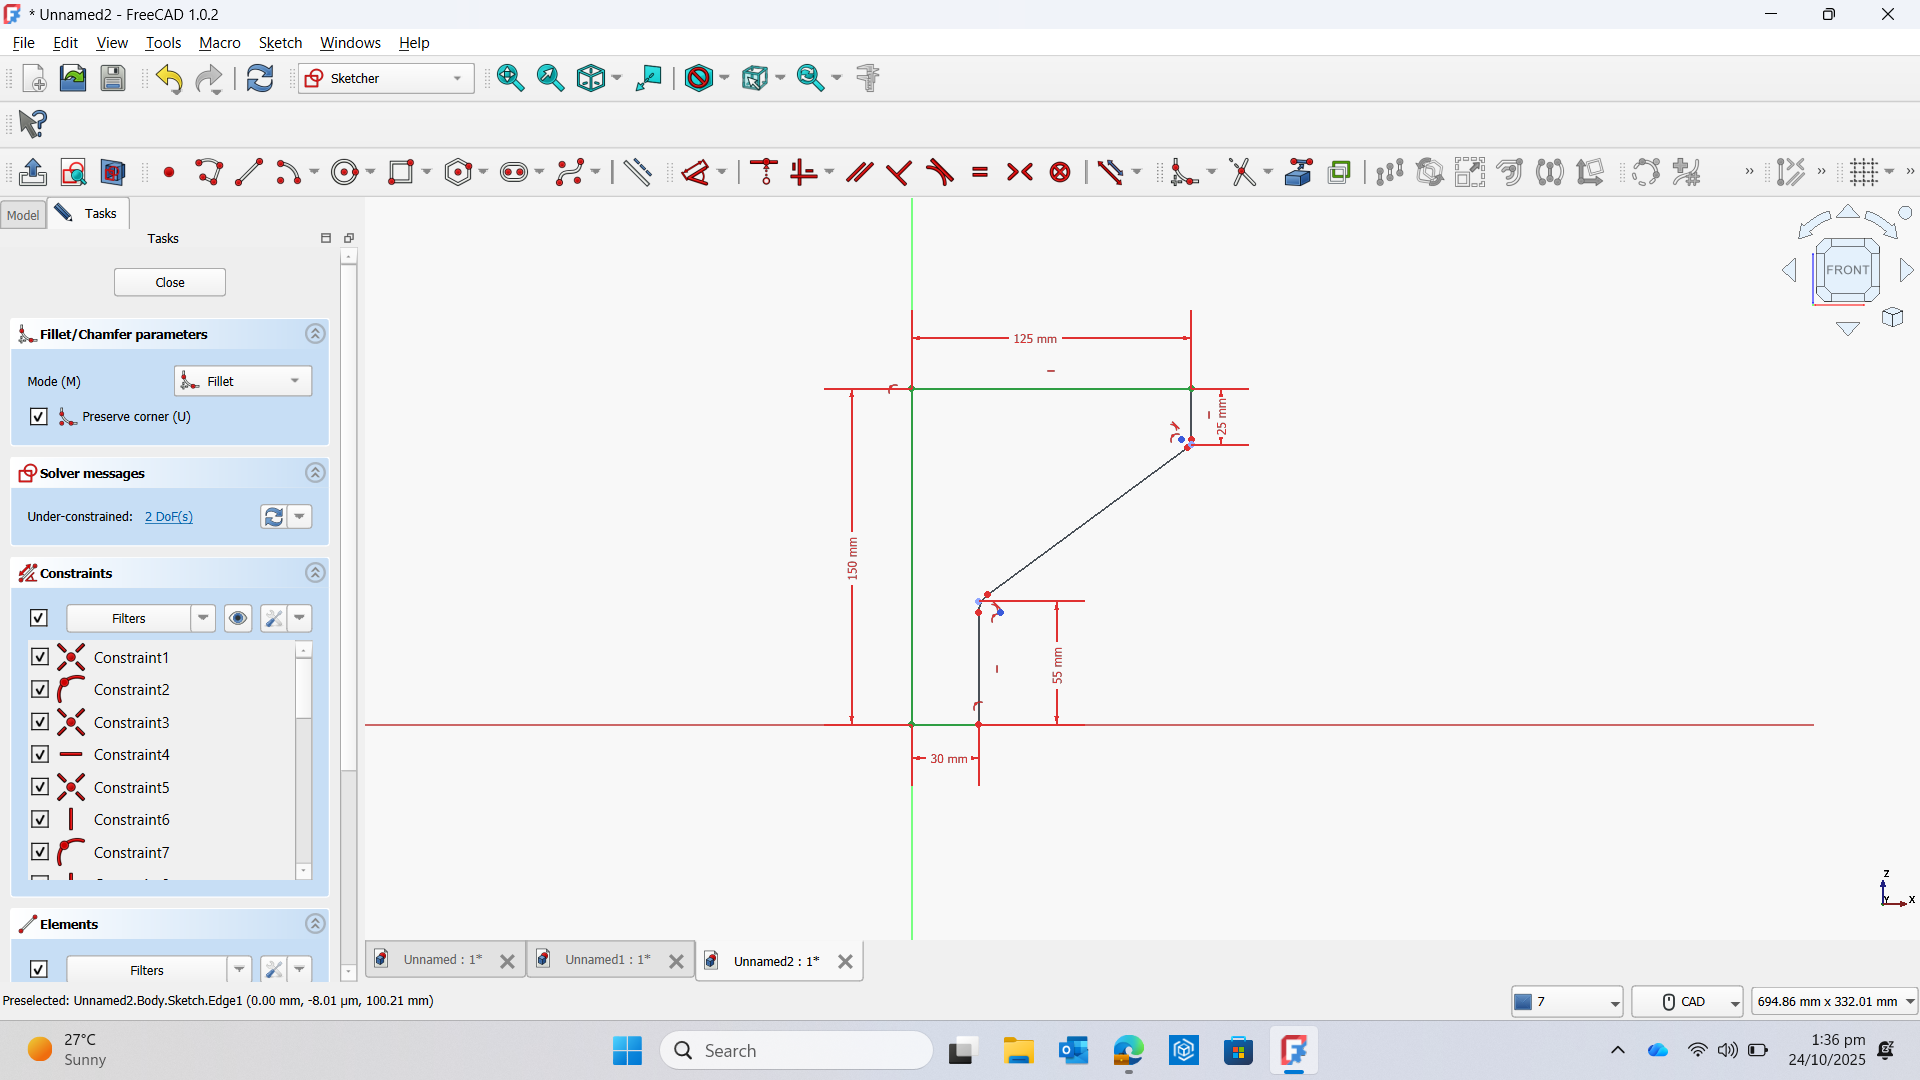 * Unnamed2 - FreeCAD 1.0.2
File Edit View Tools Macro Sketch Windows Help
Sketcher
Model Tasks
Tasks
Close
Fillet/Chamfer parameters
Mode (M) Fillet
Preserve corner (U)
Solver messages
Under-constrained: 2 DoF(s)
Constraints
Filters
Constraint1
Constraint2
Constraint3
Constraint4
Constraint5
Constraint6
Constraint7
Elements
Filters
125 mm
25 mm
150 mm
55 mm
30 mm
FRONT
Z
Y
X
Unnamed : 1* Unnamed1 : 1* Unnamed2 : 1*
Preselected: Unnamed2.Body.Sketch.Edge1 (0.00 mm, -8.01 µm, 100.21 mm) 7 CAD 694.86 mm x 332.01 mm
27°C
Sunny
Search
1:36 pm
24/10/2025